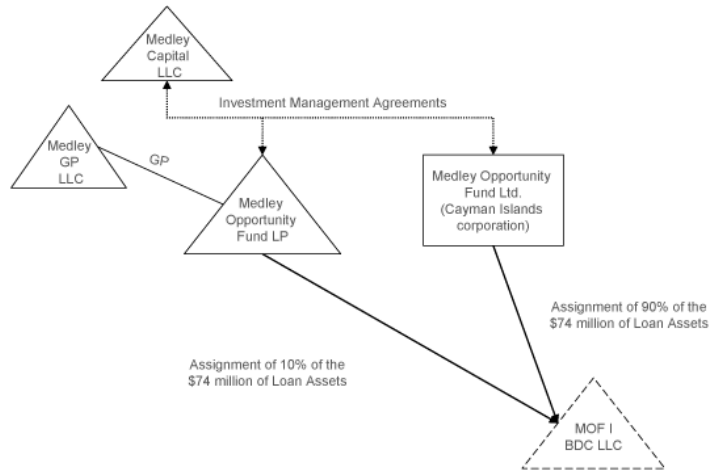 Medley
Capital
LLC
Investment Management Agreements
Medley
GP
LLC
GP
Medley
Opportunity
Fund LP
Medley Opportunity
Fund Ltd.
(Cayman Islands
corporation)
Assignment of 90% of the
$74 million of Loan Assets
Assignment of 10% of the
$74 million of Loan Assets
MOF I
BDC LLC